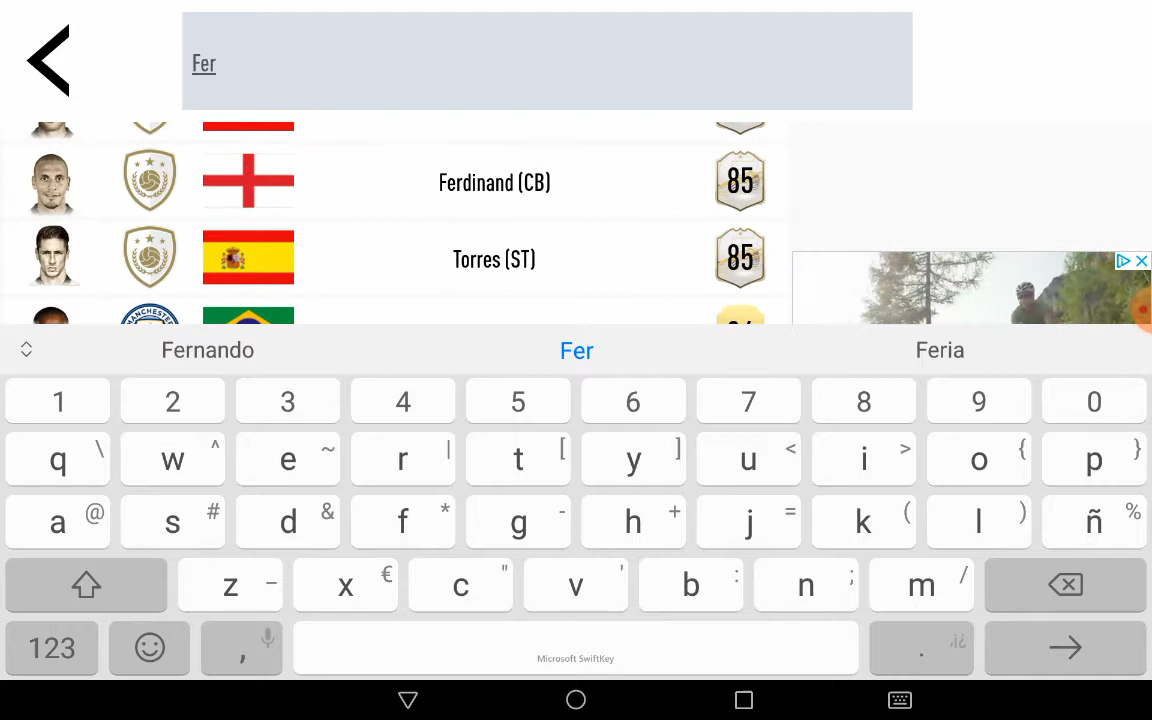 Fer
Ferdinand (CB)
85
Torres (ST)
85
Fernando Fer Feria
1 2 3 4 5 6 7 8 9 0
q \ w ^ e ~ r | t [ y ] u < i > o { p }
a @ s # d & f * g - h + j = k ( l ) ñ %
z _ x € c " v ' b : n ; m /
123 , . ,¡¿
Microsoft SwiftKey